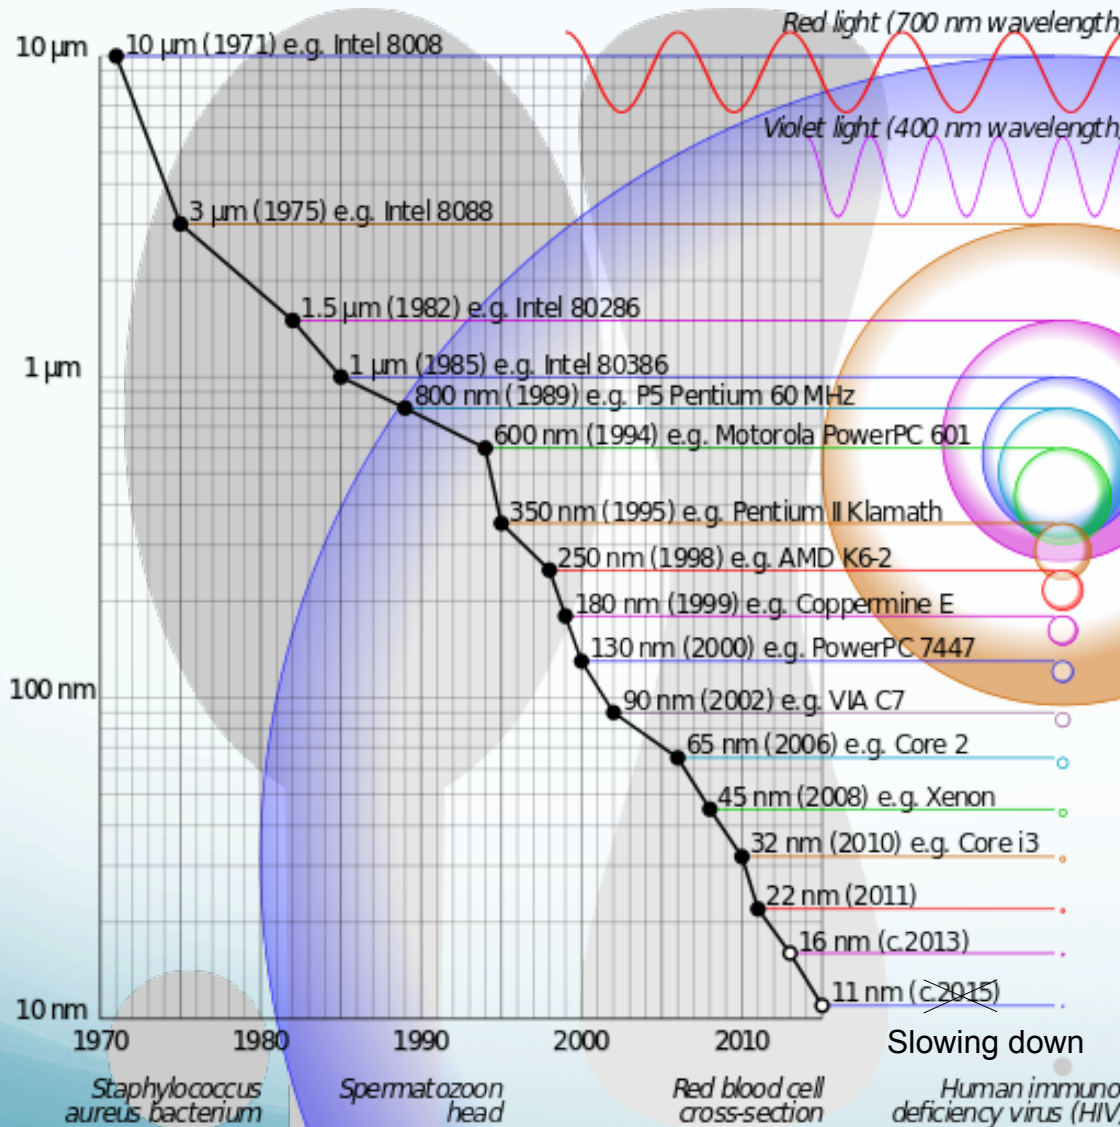 Red light (700 nm wavelength
10 µm
10 µm (1971) e.g. Intel 8008
Violet light (400 nm wavelength
3 µm (1975) e.g. Intel 8088
1.5 µm (1982) e.g. Intel 80286
1 µm
1 µm (1985) e.g. Intel 80386
800 nm (1989) e.g. P5 Pentium 60 MHz
600 nm (1994) e.g. Motorola PowerPC 601
350 nm (1995) e.g. Pentium II Klamath
250 nm (1998) e.g. AMD K6-2
180 nm (1999) e.g. Coppermine E
130 nm (2000) e.g. PowerPC 7447
100 nm
90 nm (2002) e.g. VIA C7
65 nm (2006) e.g. Core 2
45 nm (2008) e.g. Xenon
32 nm (2010) e.g. Core i3
22 nm (2011)
16 nm (c.2013)
11 nm (c.2015)
10 nm
1970 1980 1990 2000 2010
Slowing down
Staphylococcus
aureus bacterium
Spermatozoon
head
Red blood cell
cross-section
Human immuno
deficiency virus (HIV)